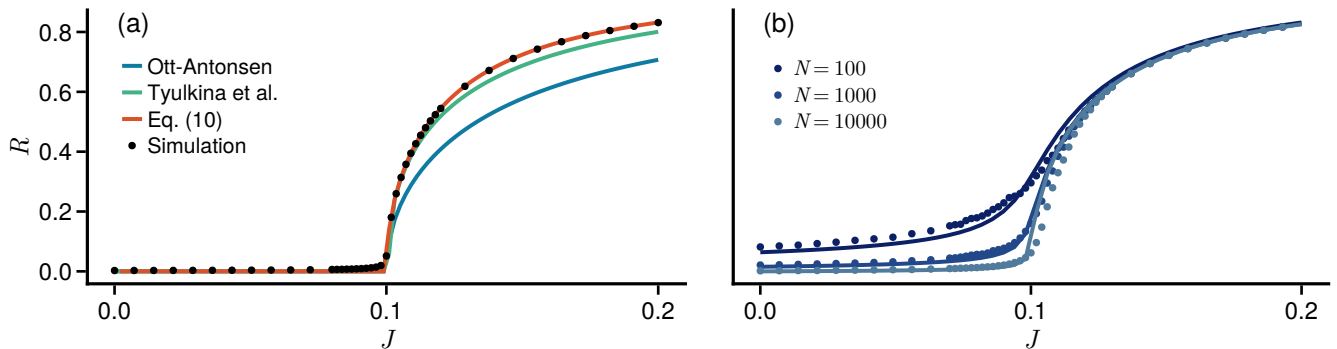 (a)
Ott-Antonsen
Tyulkina et al.
Eq. (10)
Simulation
R
0.8
0.6
0.4
0.2
0.0
0.0 0.1 0.2
J
(b)
N = 100
N = 1000
N = 10000
0.0 0.1 0.2
J